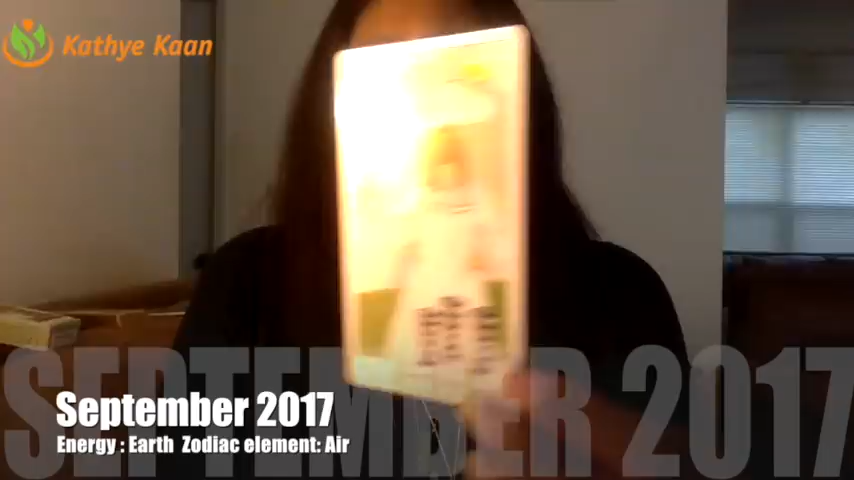 Kathye Kaan
SEPTEMBER 2017
September 2017
Energy : Earth Zodiac element: Air